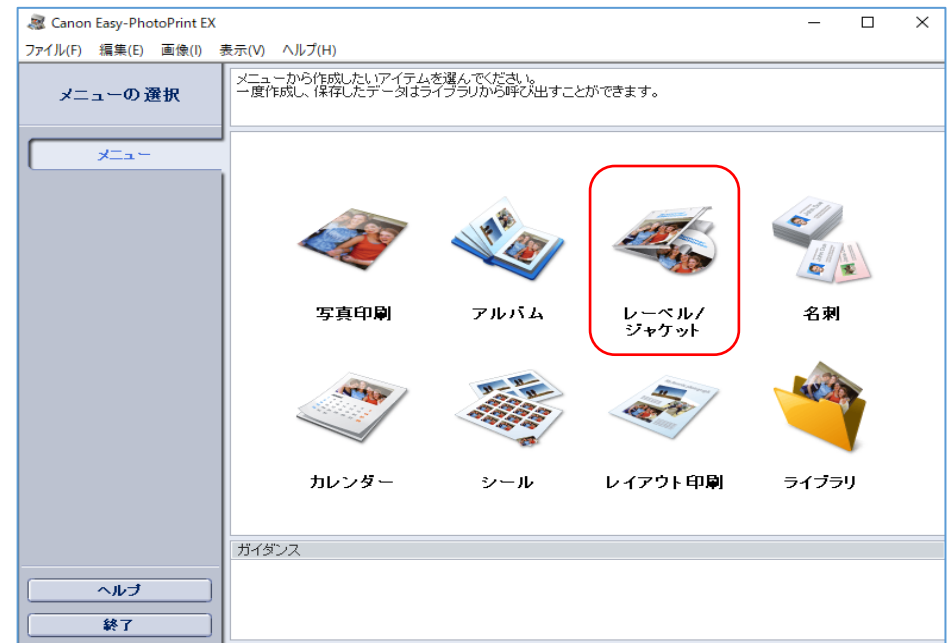 Canon Easy-PhotoPrint EX
ファイル(F) 編集(E) 画像(I) 表示(V) ヘルプ(H)
メニューの選択
メニューから作成したいアイテムを選んでください。
一度作成し、保存したデータはライブラリから呼び出すことができます。
メニュー
写真印刷 アルバム レーベル/
ジャケット 名刺
カレンダー シール レイアウト印刷 ライブラリ
ガイダンス
ヘルプ
終了